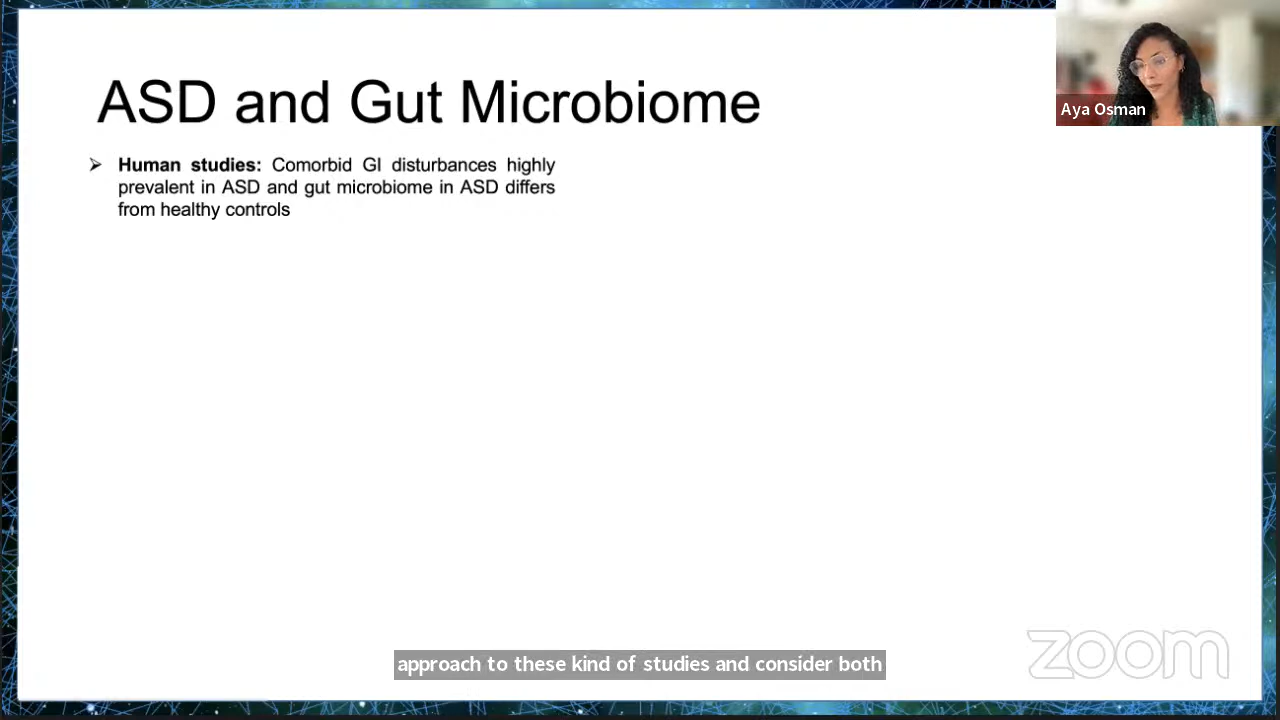 ASD and Gut Microbiome
Aya Osman
➢ Human studies: Comorbid GI disturbances highly
prevalent in ASD and gut microbiome in ASD differs
from healthy controls
approach to these kind of studies and consider both
zoom